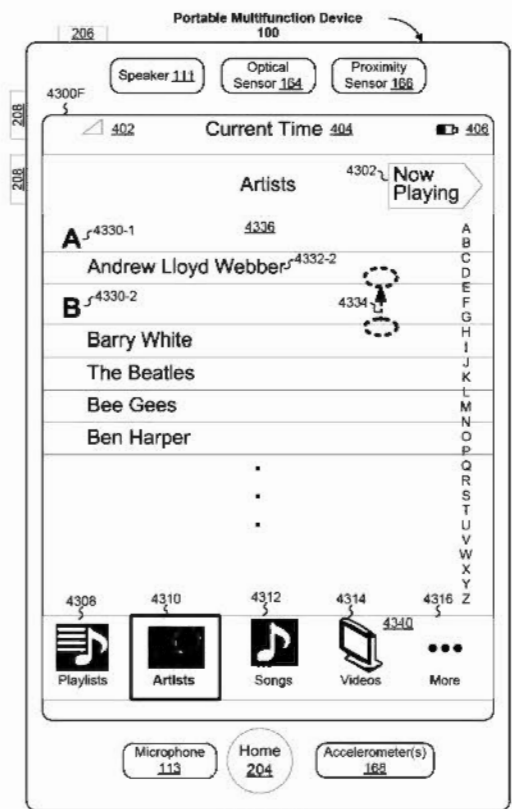 Portable Multifunction Device
100
206
Speaker 111
Optical
Sensor 164
Proximity
Sensor 166
4300F
208
402
Current Time 404
406
208
Artists
4302
Now
Playing
A
4330-1
4336
Andrew Lloyd Webber
4332-2
B
4330-2
4334
Barry White
The Beatles
Bee Gees
Ben Harper
A
B
C
D
E
F
G
H
I
J
K
L
M
N
O
P
Q
R
S
T
U
V
W
X
Y
Z
4308
4310
4312
4314
4316
4340
Playlists
Artists
Songs
Videos
More
Microphone
113
Home
204
Accelerometer(s)
168